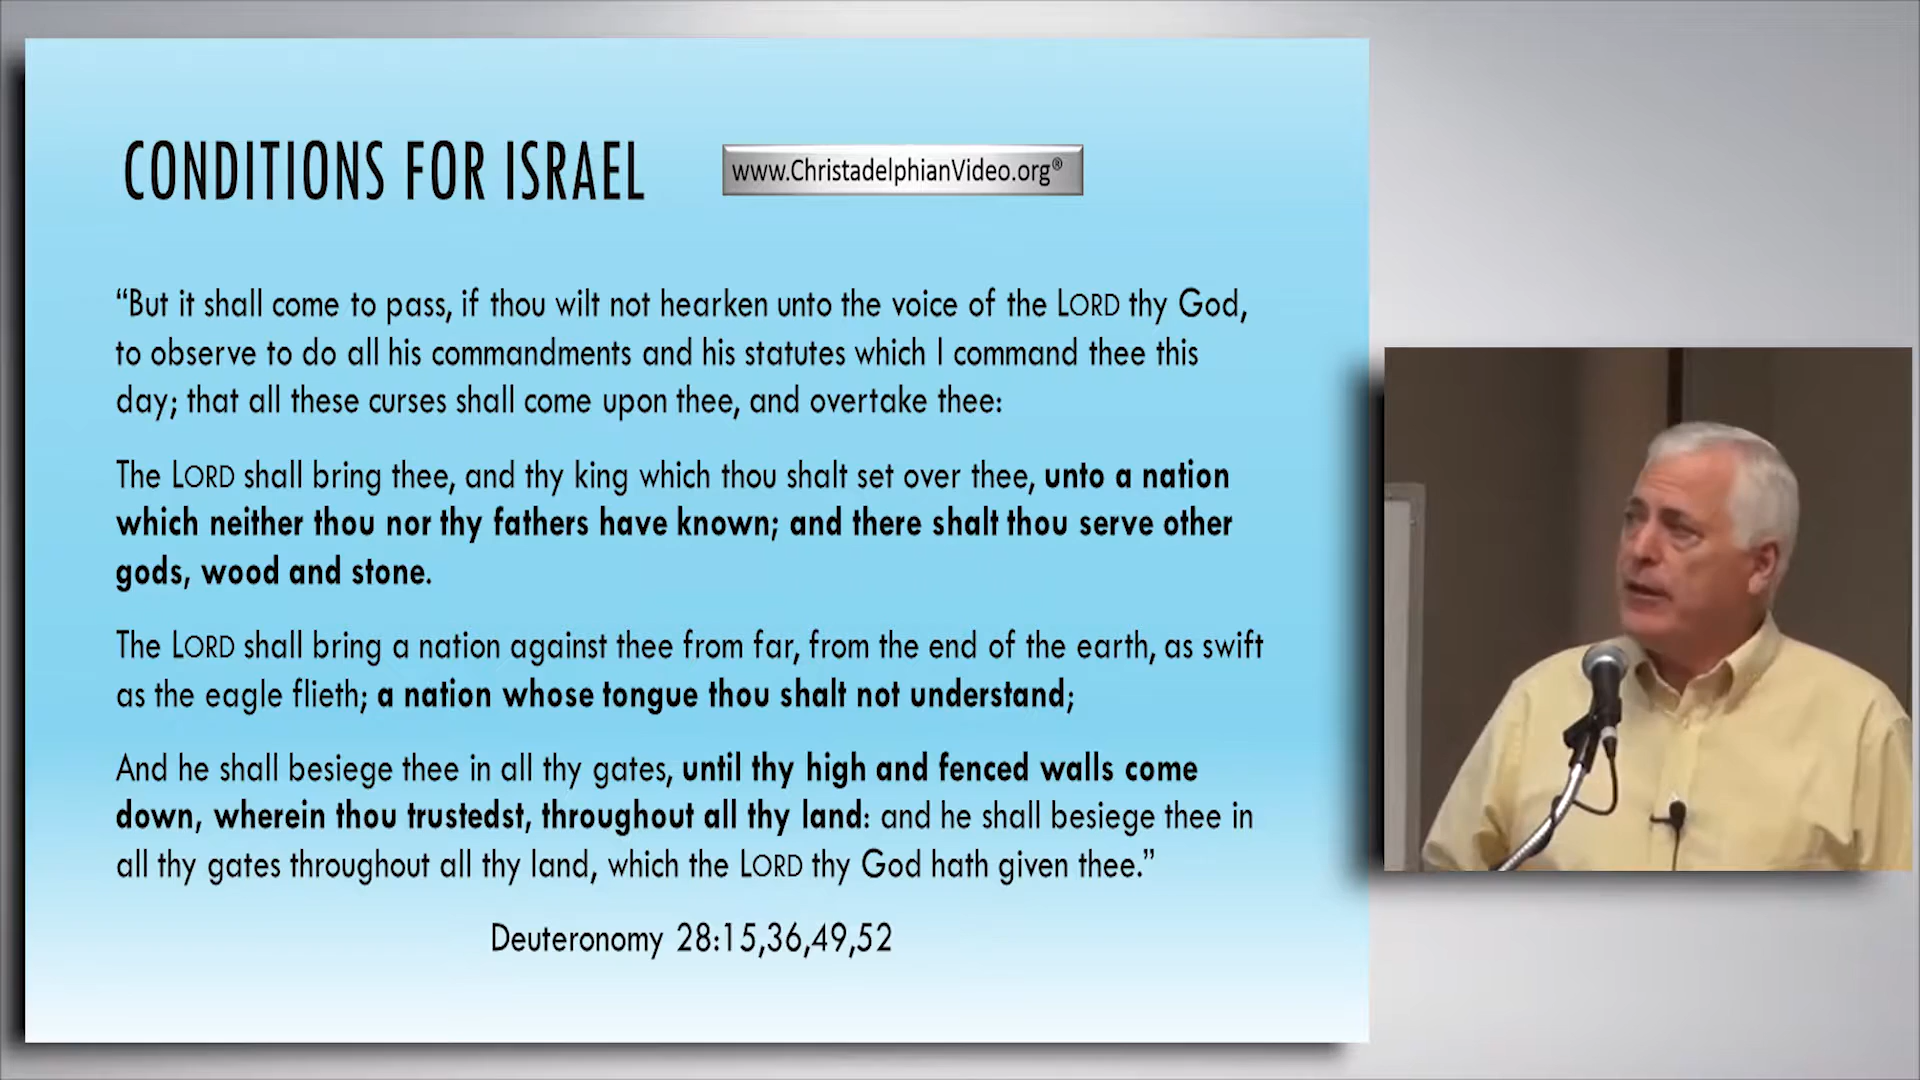 CONDITIONS FOR ISRAEL
www.ChristadelphianVideo.org®
“But it shall come to pass, if thou wilt not hearken unto the voice of the LORD thy God,
to observe to do all his commandments and his statutes which I command thee this
day; that all these curses shall come upon thee, and overtake thee:
The LORD shall bring thee, and thy king which thou shalt set over thee, unto a nation
which neither thou nor thy fathers have known; and there shalt thou serve other
gods, wood and stone.
The LORD shall bring a nation against thee from far, from the end of the earth, as swift
as the eagle flieth; a nation whose tongue thou shalt not understand;
And he shall besiege thee in all thy gates, until thy high and fenced walls come
down, wherein thou trustedst, throughout all thy land: and he shall besiege thee in
all thy gates throughout all thy land, which the LORD thy God hath given thee.”
Deuteronomy 28:15,36,49,52